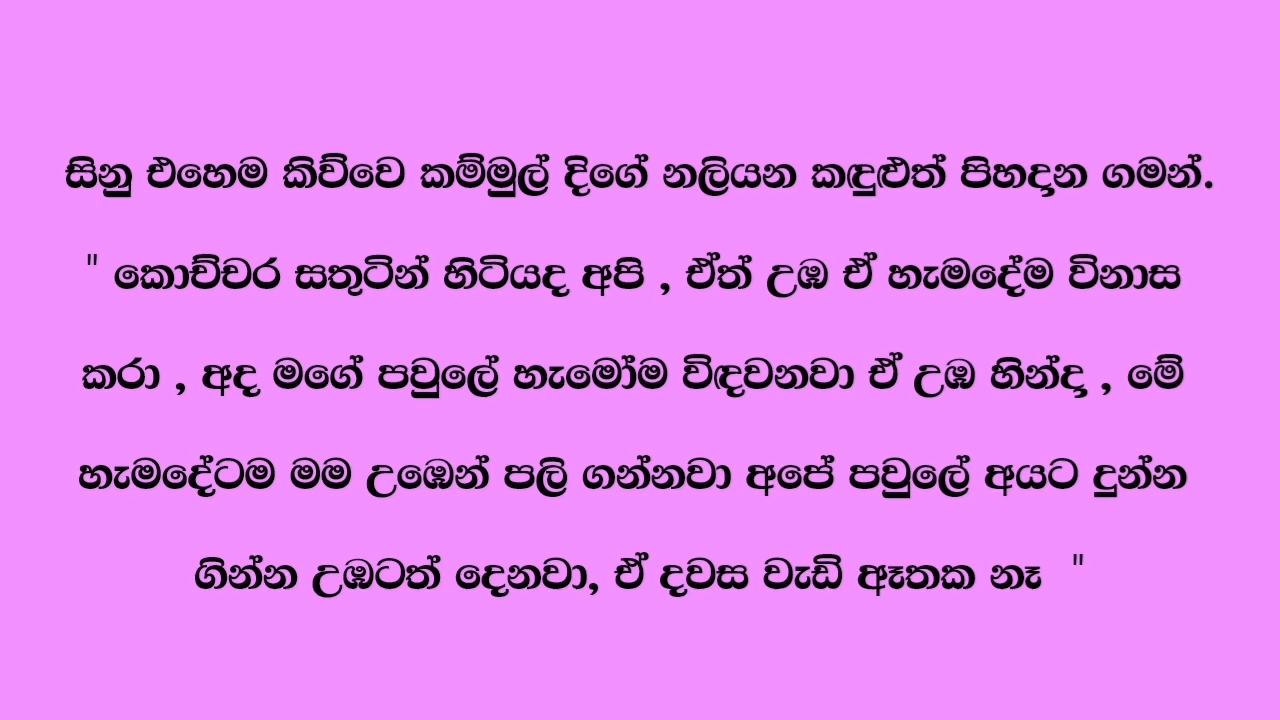 සිනු එහෙම කිව්වෙ කම්මුල් දිගේ නලියන කඳුළුත් පිහදාන ගමන්.
" කොච්චර සතුටින් හිටියද අපි , ඒත් උඹ ඒ හැමදේම විනාස
කරා , අද මගේ පවුලේ හැමෝම විඳවනවා ඒ උඹ හින්දා , මේ
හැමදේටම මම උඹෙන් පලි ගන්නවා අපේ පවුලේ අයට දුන්න
ගින්න උඹටත් දෙනවා, ඒ දවස වැඩි ඈතක නෑ "